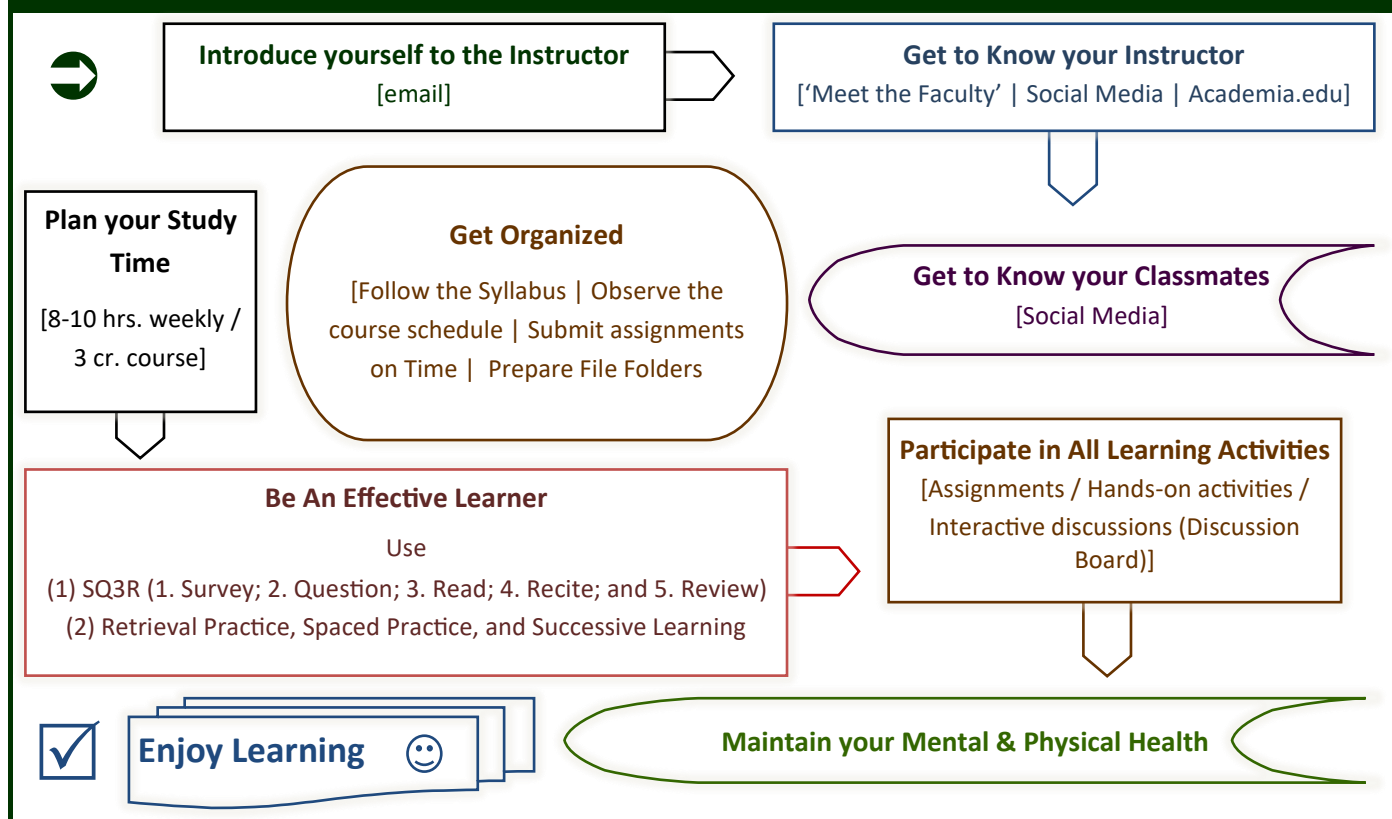 Introduce yourself to the Instructor
[email]
Get to Know your Instructor
[‘Meet the Faculty’ | Social Media | Academia.edu]
Get to Know your Classmates
[Social Media]
Get Organized
[Follow the Syllabus | Observe the
course schedule | Submit assignments
on Time |  Prepare File Folders
Plan your Study
Time
[8-10 hrs. weekly /
3 cr. course]
Be An Effective Learner
Use
(1) SQ3R (1. Survey; 2. Question; 3. Read; 4. Recite; and 5. Review)
(2) Retrieval Practice, Spaced Practice, and Successive Learning
Participate in All Learning Activities
[Assignments / Hands-on activities /
Interactive discussions (Discussion
Board)]
Maintain your Mental & Physical Health
Enjoy Learning